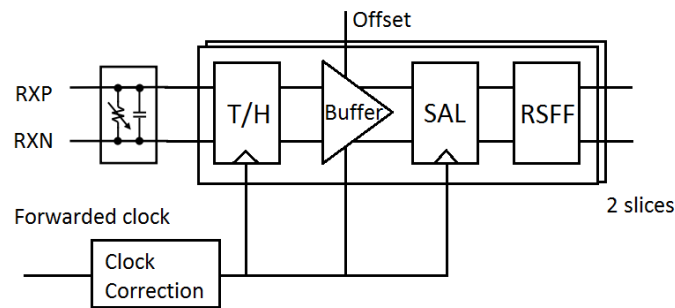 Offset
RXP
RXN
T/H
Buffer
SAL
RSFF
2 slices
Forwarded clock
Clock
Correction